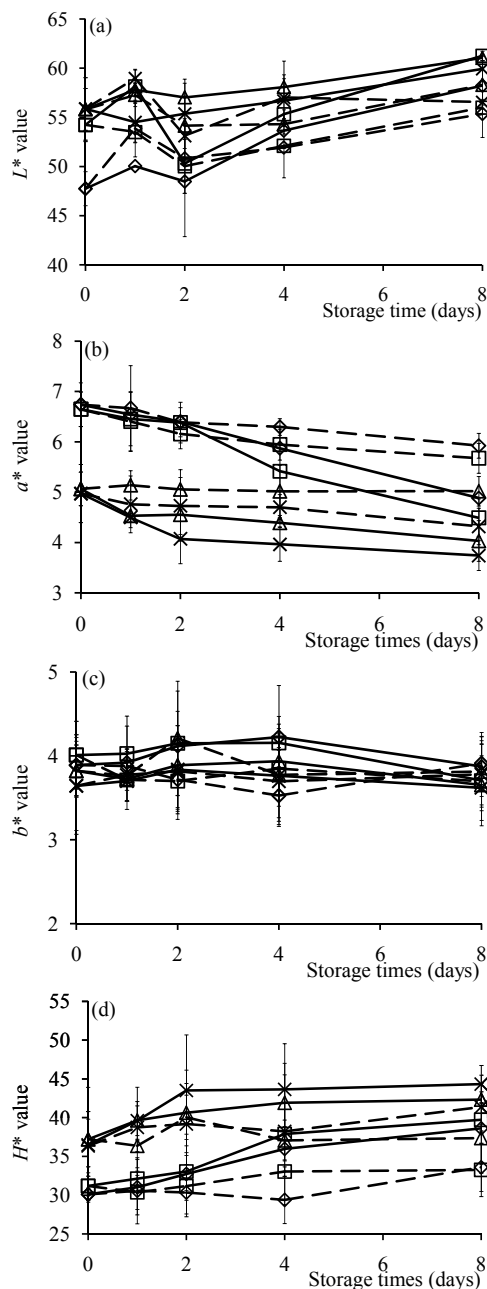 (a)
65
60
55
50
45
40
L* value
0 2 4 6 8
Storage time (days)
(b)
8
7
6
5
4
3
a* value
0 2 4 6 8
Storage times (days)
(c)
5
4
3
2
b* value
0 2 4 6 8
Storage times (days)
(d)
55
50
45
40
35
30
25
H* value
0 2 4 6 8
Storage times (days)